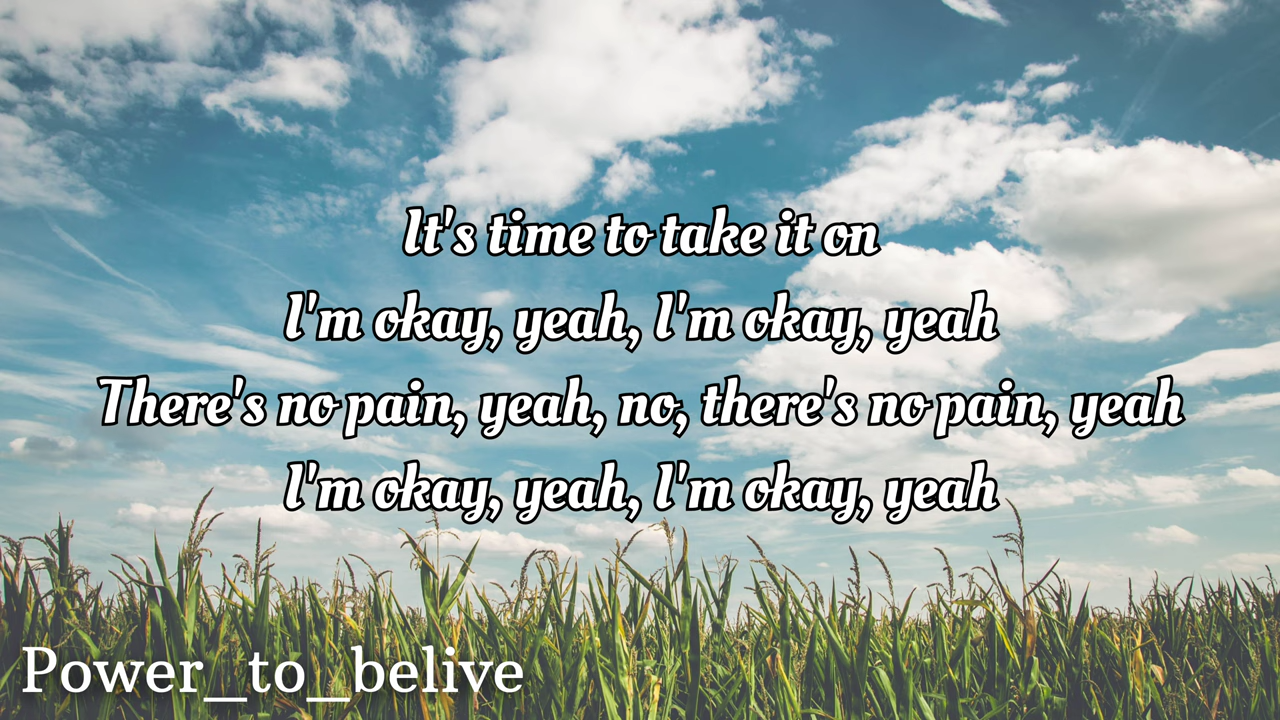 It's time to take it on
I'm okay, yeah, I'm okay, yeah
There's no pain, yeah, no, there's no pain, yeah
I'm okay, yeah, I'm okay, yeah
Power_to_belive